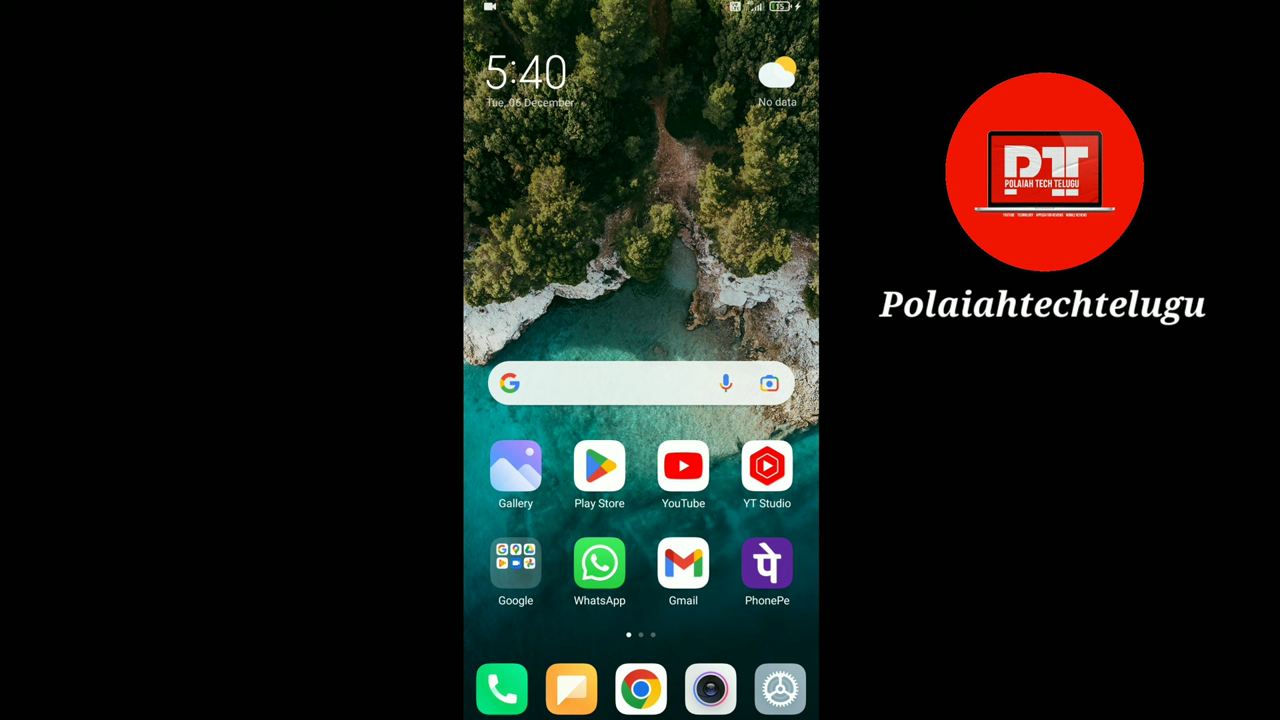 5:40
Tue, 06 December
No data
Gallery
Play Store
YouTube
YT Studio
Google
WhatsApp
Gmail
पे
PhonePe
PTT
POLAIAH TECH TELUGU
Polaiahtechtelugu